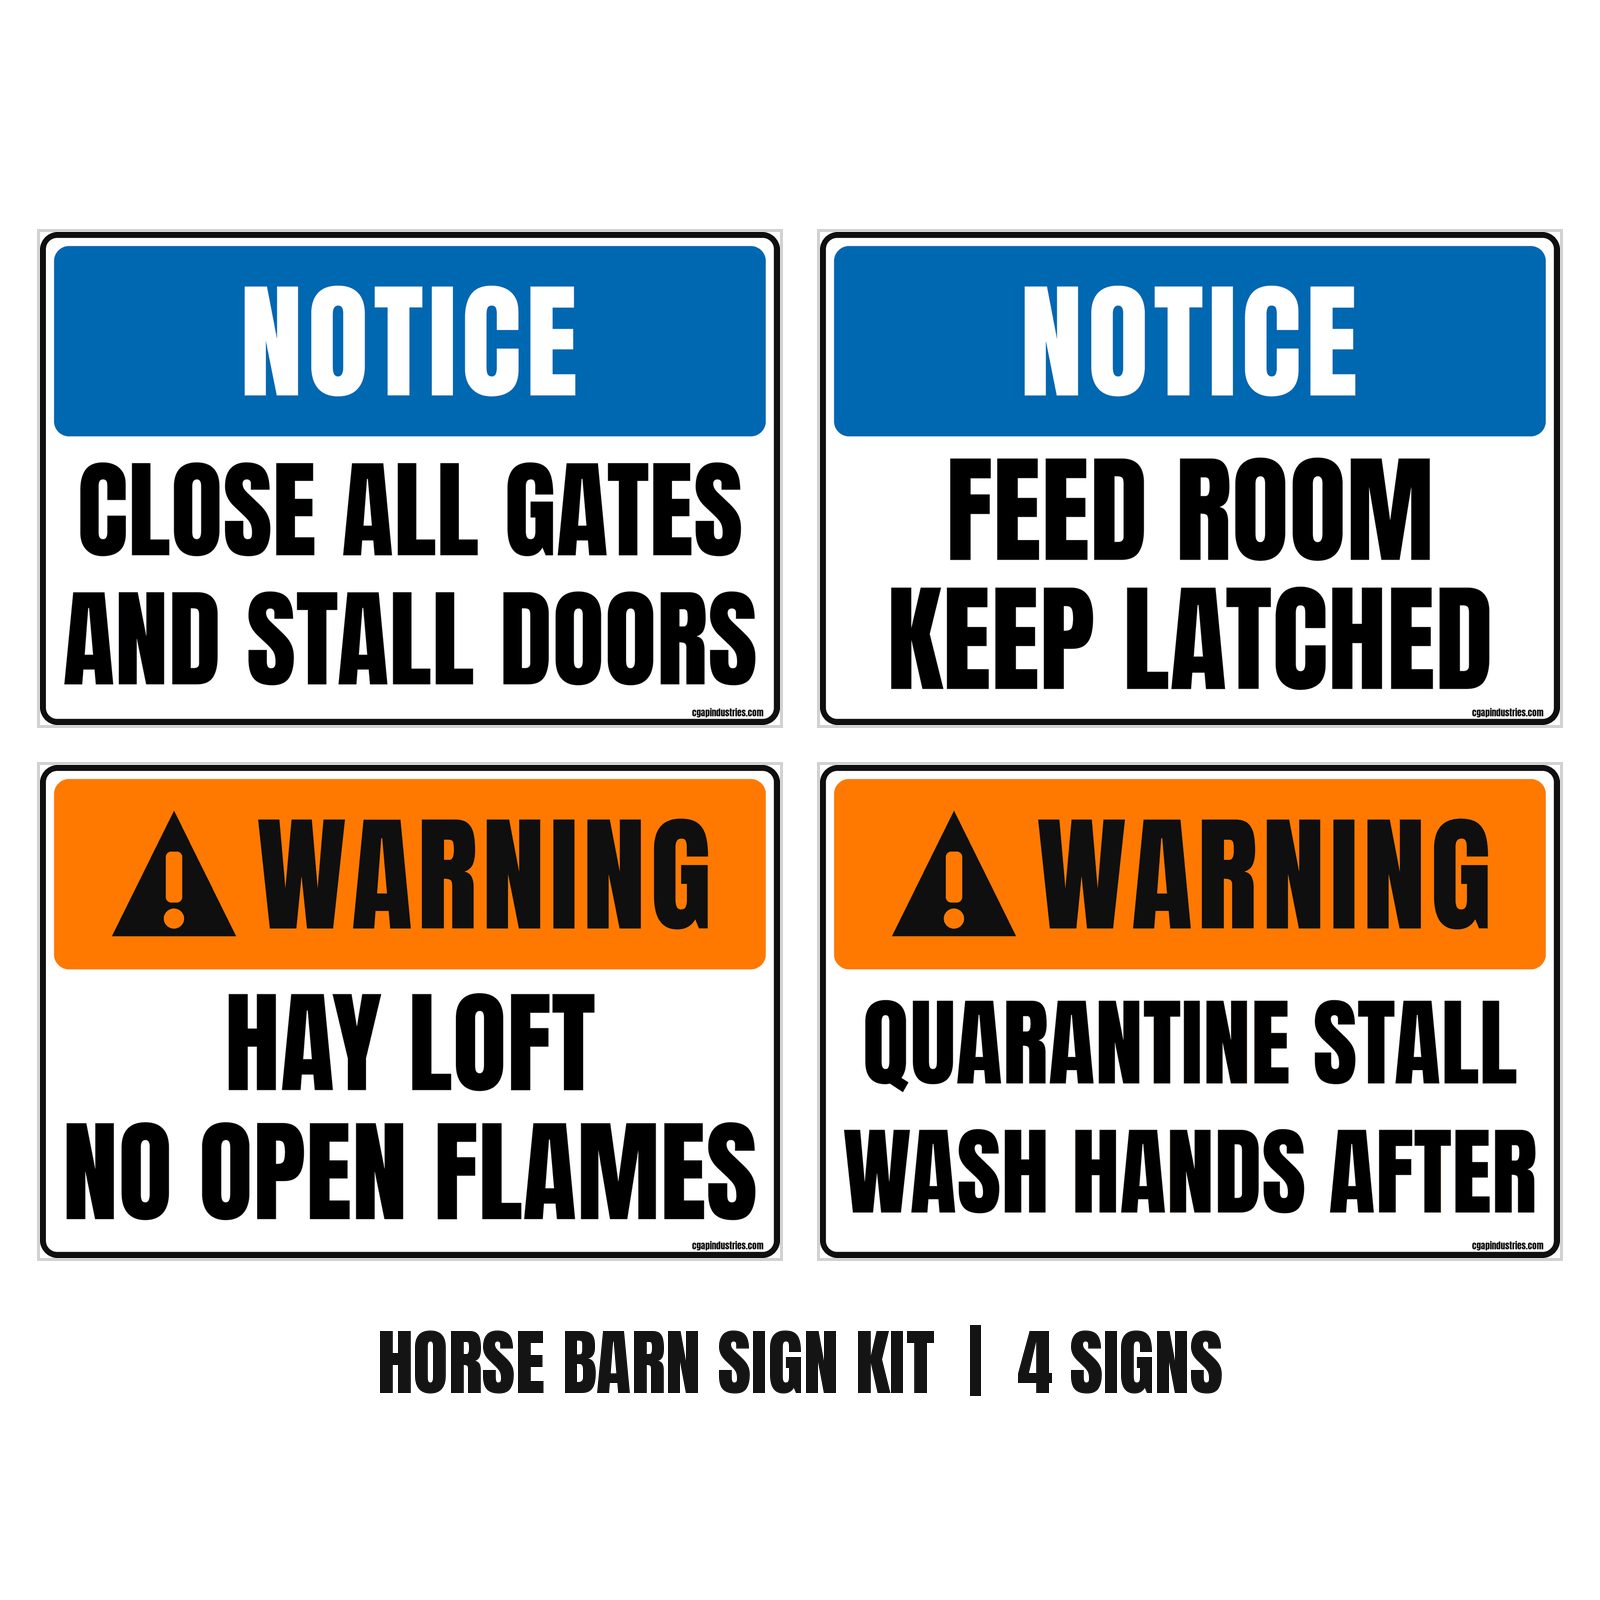 NOTICE
CLOSE ALL GATES
AND STALL DOORS
cgapindustries.com
NOTICE
FEED ROOM
KEEP LATCHED
cgapindustries.com
WARNING
HAY LOFT
NO OPEN FLAMES
cgapindustries.com
WARNING
QUARANTINE STALL
WASH HANDS AFTER
cgapindustries.com
HORSE BARN SIGN KIT | 4 SIGNS